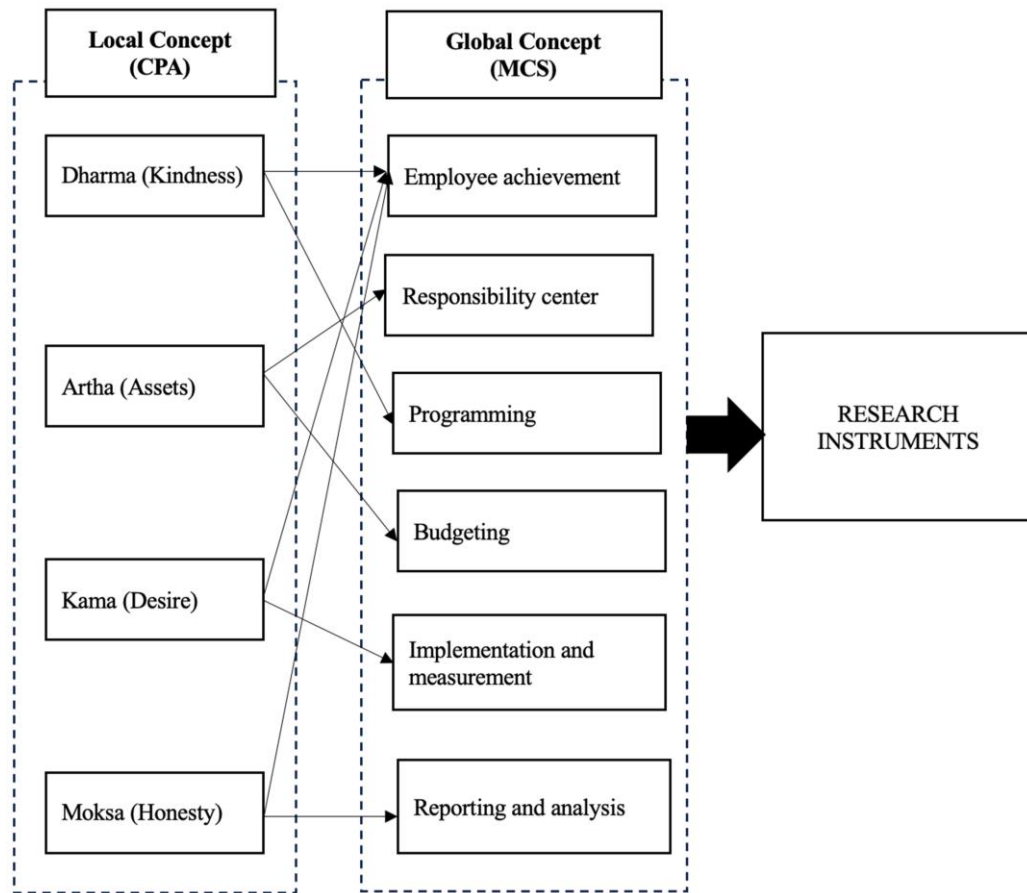 Local Concept
(CPA)
Global Concept
(MCS)
Dharma (Kindness)
Employee achievement
Responsibility center
Artha (Assets)
Programming
RESEARCH
INSTRUMENTS
Budgeting
Kama (Desire)
Implementation and
measurement
Moksa (Honesty)
Reporting and analysis